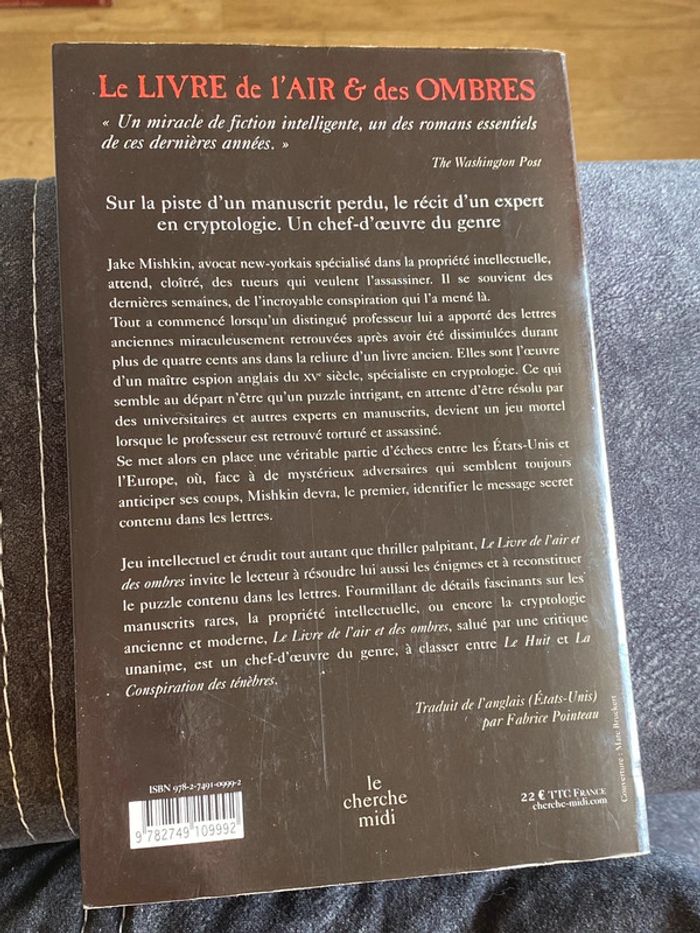 Le LIVRE de l'AIR & des OMBRES
« Un miracle de fiction intelligente, un des romans essentiels
de ces dernières années. »
The Washington Post
Sur la piste d'un manuscrit perdu, le récit d'un expert
en cryptologie. Un chef-d'œuvre du genre
Jake Mishkin, avocat new-yorkais spécialisé dans la propriété intellectuelle,
attend, cloîtré, des tueurs qui veulent l'assassiner. Il se souvient des
dernières semaines, de l'incroyable conspiration qui l'a mené là.
Tout a commencé lorsqu'un distingué professeur lui a apporté des lettres
anciennes miraculeusement retrouvées après avoir été dissimulées durant
plus de quatre cents ans dans la reliure d'un livre ancien. Elles sont l'œuvre
d'un maître espion anglais du XVe siècle, spécialiste en cryptologie. Ce qui
semble au départ n'être qu'un puzzle intrigant, en attente d'être résolu par
des universitaires et autres experts en manuscrits, devient un jeu mortel
lorsque le professeur est retrouvé torturé et assassiné.
Se met alors en place une véritable partie d'échecs entre les États-Unis et
l'Europe, où, face à de mystérieux adversaires qui semblent toujours
anticiper ses coups, Mishkin devra, le premier, identifier le message secret
contenu dans les lettres.
Jeu intellectuel et érudit tout autant que thriller palpitant, Le Livre de l'air et
des ombres invite le lecteur à résoudre lui aussi les énigmes et à reconstituer
le puzzle contenu dans les lettres. Fourmillant de détails fascinants sur les
manuscrits rares, la propriété intellectuelle, ou encore la cryptologie
ancienne et moderne, Le Livre de l'air et des ombres, salué par une critique
unanime, est un chef-d'œuvre du genre, à classer entre Le Huit et La
Conspiration des ténèbres.
Traduit de l'anglais (États-Unis)
par Fabrice Pointeau
Couverture : Marc Bruckert
ISBN 978-2-7491-0999-2
9 782749 109992
le
cherche
midi
22 € TTC France
cherche-midi.com